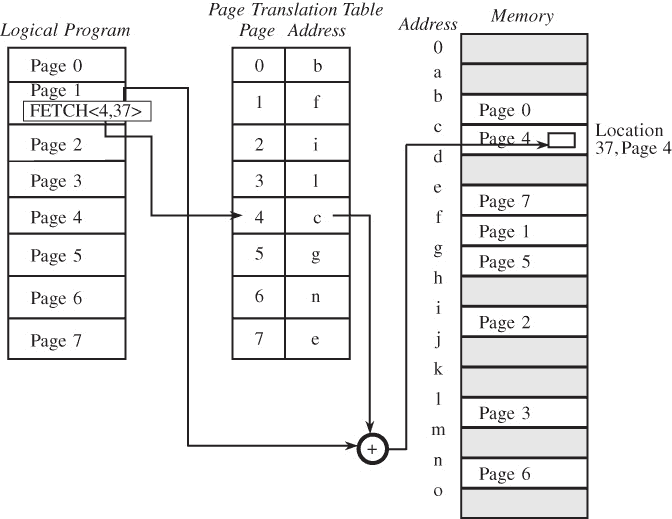 Logical Program
Page 0
Page 1
FETCH<4,37>
Page 2
Page 3
Page 4
Page 5
Page 6
Page 7
Page Translation Table
Page Address
0 b
1 f
2 i
3 l
4 c
5 g
6 n
7 e
+
Address
Memory
0
a
b
Page 0
c
Page 4
Location
37, Page 4
d
e
Page 7
f
Page 1
g
Page 5
h
i
Page 2
j
k
l
Page 3
m
n
Page 6
o